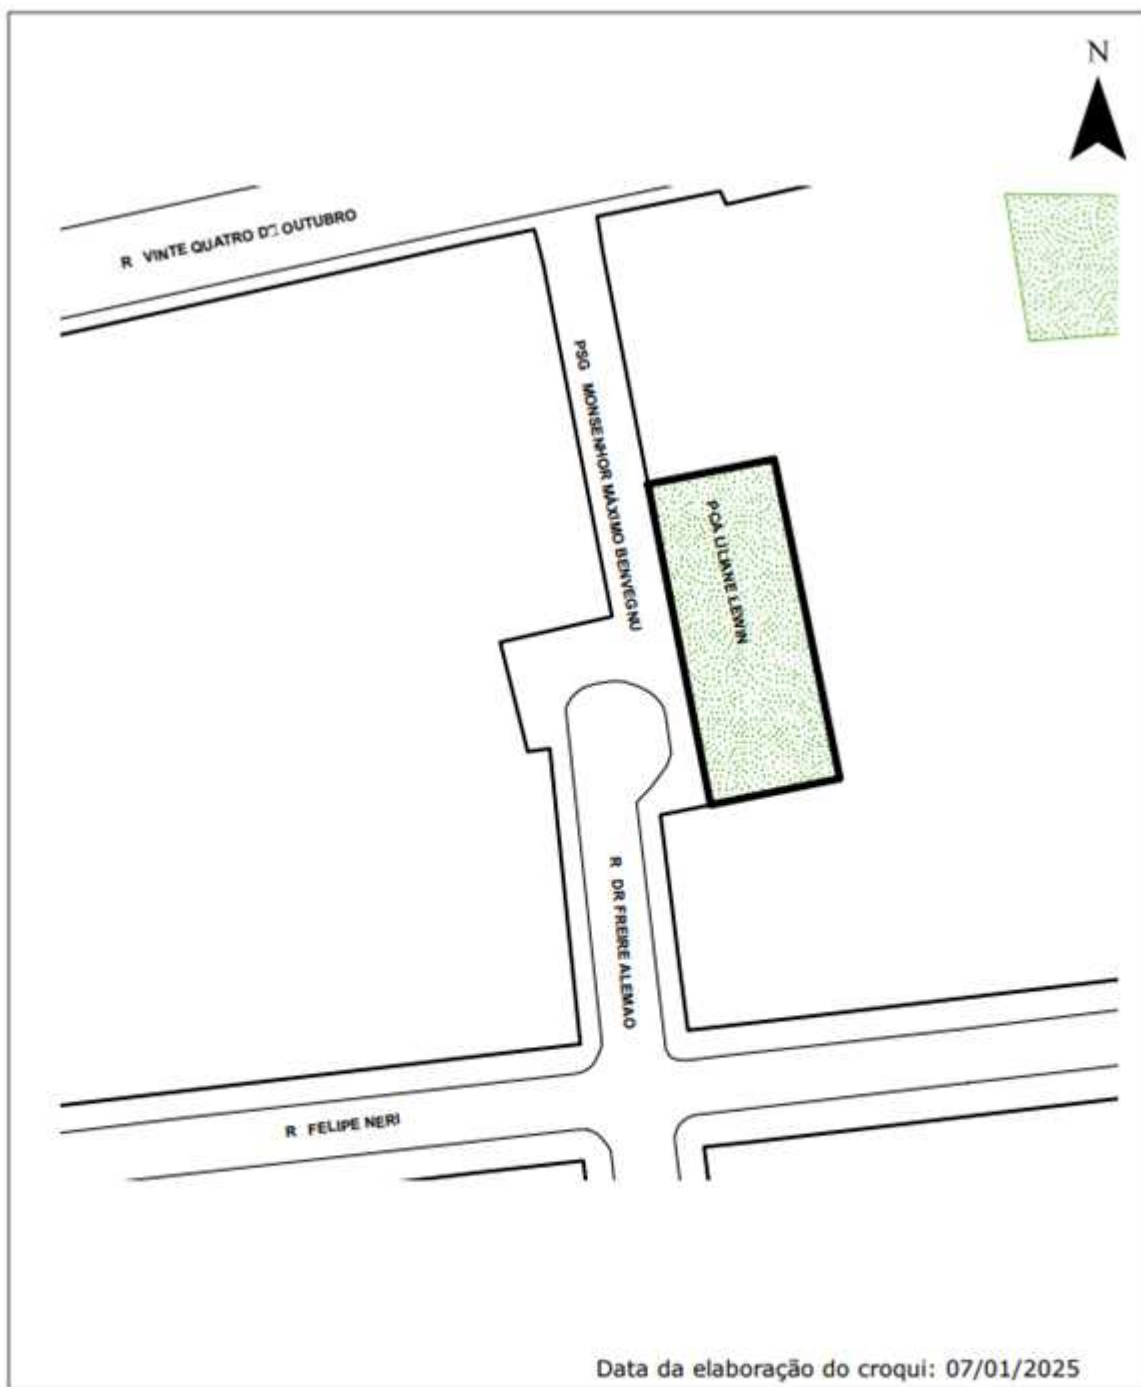 N
R VINTE QUATRO DE OUTUBRO
PSG MONSENHOR MÁXIMO BENVEGNU
PCA LILIANE LEWIN
R DR FREIRE ALEMAO
R FELIPE NERI
Data da elaboração do croqui: 07/01/2025